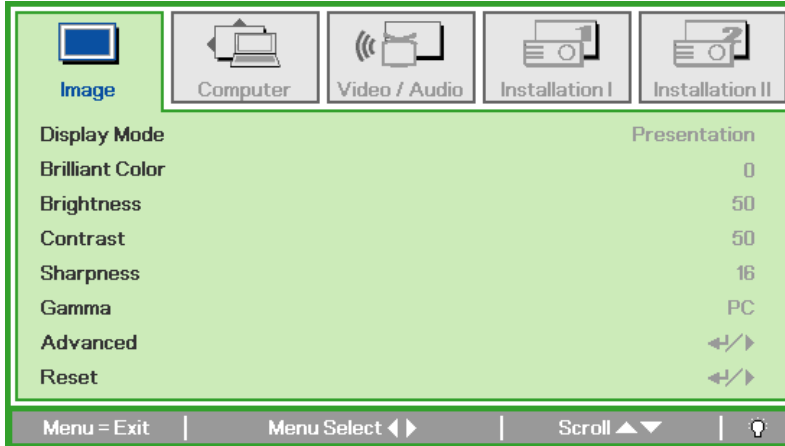 Image Computer Video / Audio Installation I Installation II
Display Mode Presentation
Brilliant Color 0
Brightness 50
Contrast 50
Sharpness 16
Gamma PC
Advanced
Reset
Menu = Exit Menu Select Scroll